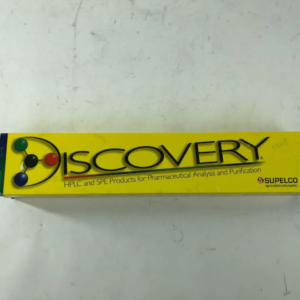 DISCOVERY®
HPLC and SPE Products for Pharmaceutical Analysis and Purification
SUPELCO